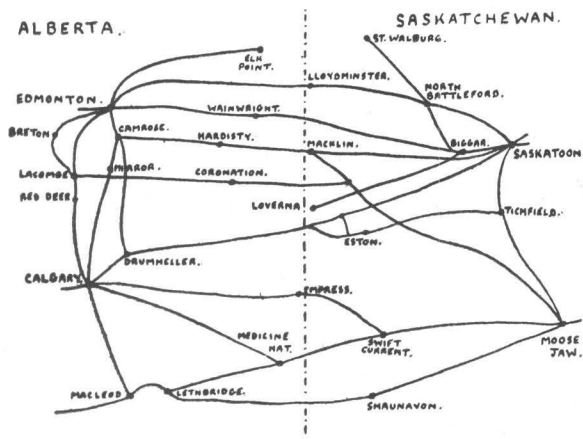 ALBERTA.
SASKATCHEWAN.
ST. WALBURG.
ELK
POINT.
LLOYDMINSTER.
NORTH
BATTLEFORD.
EDMONTON.
WAINWRIGHT.
BRETON
CAMROSE.
HARDISTY.
MACKLIN.
BIGGAR.
SASKATOON
LACOMBE
MIRROR.
CORONATION.
RED DEER
LOVERNA
TICHFIELD.
ESTON.
DRUMHELLER.
CALGARY.
EMPRESS.
MEDICINE
HAT.
SWIFT
CURRENT.
MOOSE
JAW.
MACLEOD
LETHBRIDGE.
SHAUNAVON.